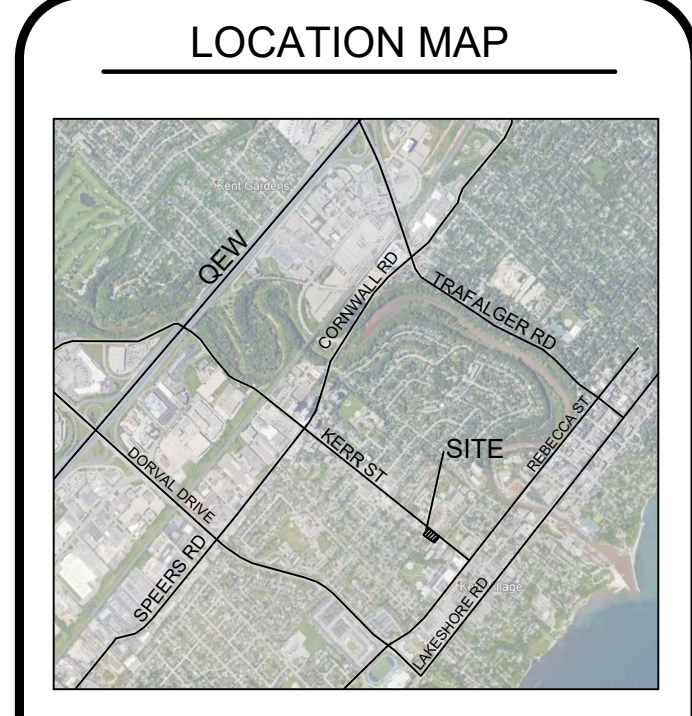 LOCATION MAP
Kent Gardens
QEW
CORNWALL RD
TRAFALGER RD
KERR ST
SITE
REBECCA ST
DORVAL DRIVE
SPEERS RD
LAKESHORE RD